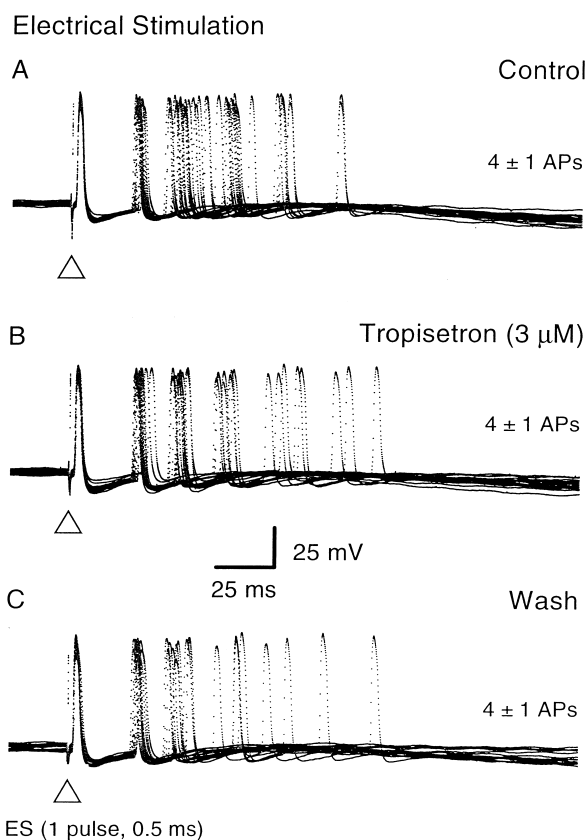 Electrical Stimulation
A
Control
4 ± 1 APs
B
Tropisetron (3 μM)
4 ± 1 APs
25 mV
25 ms
C
Wash
4 ± 1 APs
ES (1 pulse, 0.5 ms)